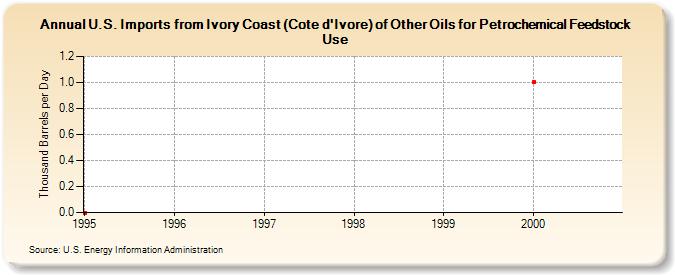 Annual U.S. Imports from Ivory Coast (Cote d'Ivore) of Other Oils for Petrochemical Feedstock
Use
Thousand Barrels per Day
1.2
1.0
0.8
0.6
0.4
0.2
0.0
1995 1996 1997 1998 1999 2000
Source: U.S. Energy Information Administration